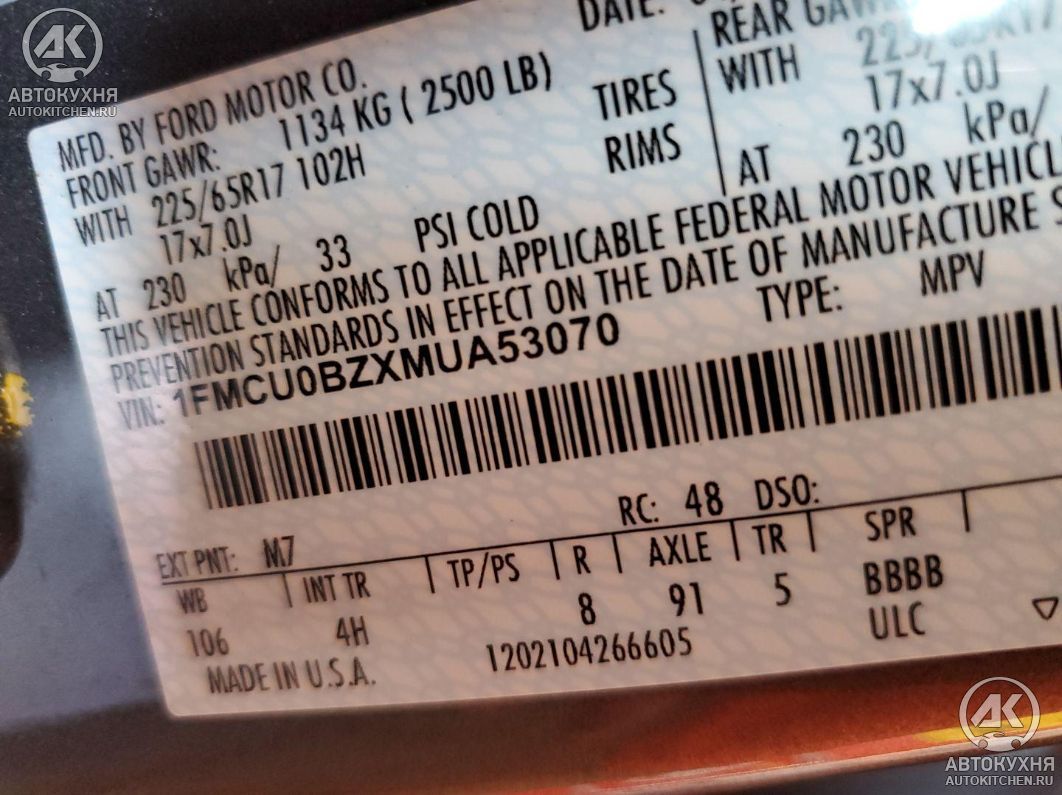 АК
АВТОКУХНЯ
AUTOKITCHEN.RU
DATE:
MFD. BY FORD MOTOR CO.
FRONT GAWR: 1134 KG ( 2500 LB) TIRES
WITH 225/65R17 102H RIMS
17x7.0J
AT 230 kPa/ 33 PSI COLD
REAR GAWR
WITH
17x7.0J
AT 230 kPa/
THIS VEHICLE CONFORMS TO ALL APPLICABLE FEDERAL MOTOR
PREVENTION STANDARDS IN EFFECT ON THE DATE OF MANUFACTURE
VIN: 1FMCU0BZXMUA53070 TYPE: MPV
RC: 48 DSO:
EXT PNT: M7
WB | INT TR | TP/PS | R | AXLE | TR | SPR |
106 4H 8 91 5 BBBB
MADE IN U.S.A. 1202104266605 ULC
АК
АВТОКУХНЯ
AUTOKITCHEN.RU